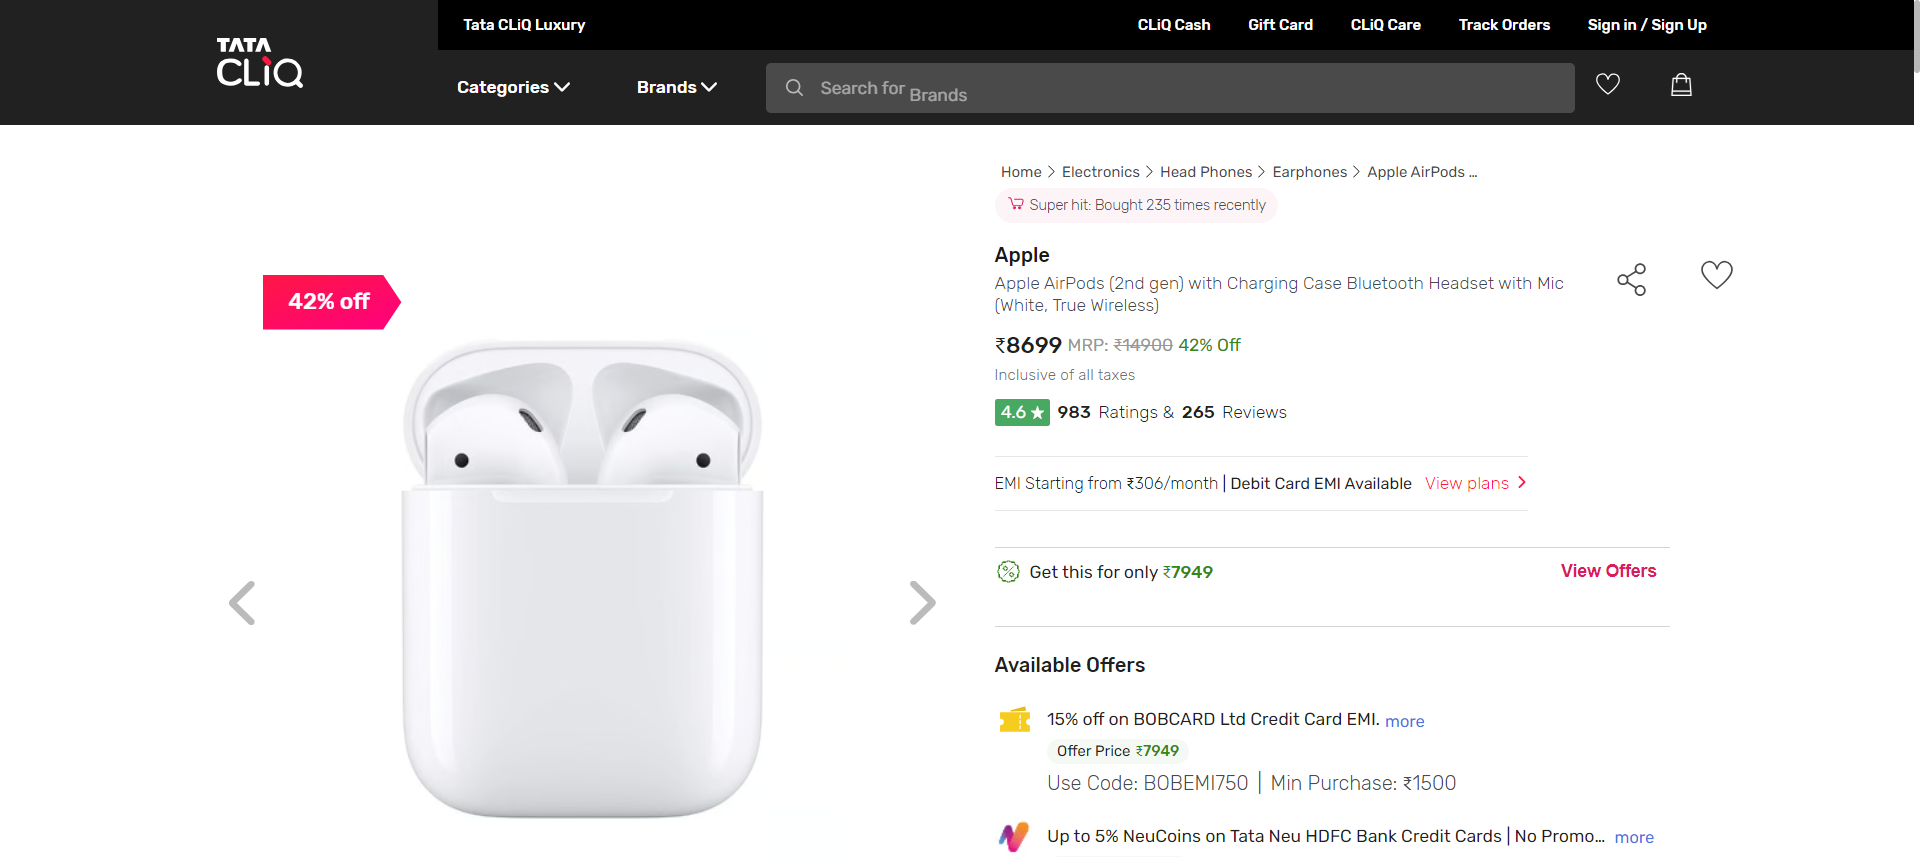 Tata CLiQ Luxury
CLiQ Cash
Gift Card
CLiQ Care
Track Orders
Sign in / Sign Up
TATA
CLiQ
Categories
Brands
Search for Brands
Home > Electronics > Head Phones > Earphones > Apple AirPods ...
Super hit: Bought 235 times recently
42% off
Apple
Apple AirPods (2nd gen) with Charging Case Bluetooth Headset with Mic
(White, True Wireless)
₹8699 MRP: ₹14900 42% Off
Inclusive of all taxes
4.6 ★ 983 Ratings & 265 Reviews
EMI Starting from ₹306/month | Debit Card EMI Available View plans >
Get this for only ₹7949
View Offers
Available Offers
15% off on BOBCARD Ltd Credit Card EMI. more
Offer Price ₹7949
Use Code: BOBEMI750 | Min Purchase: ₹1500
Up to 5% NeuCoins on Tata Neu HDFC Bank Credit Cards | No Promo... more